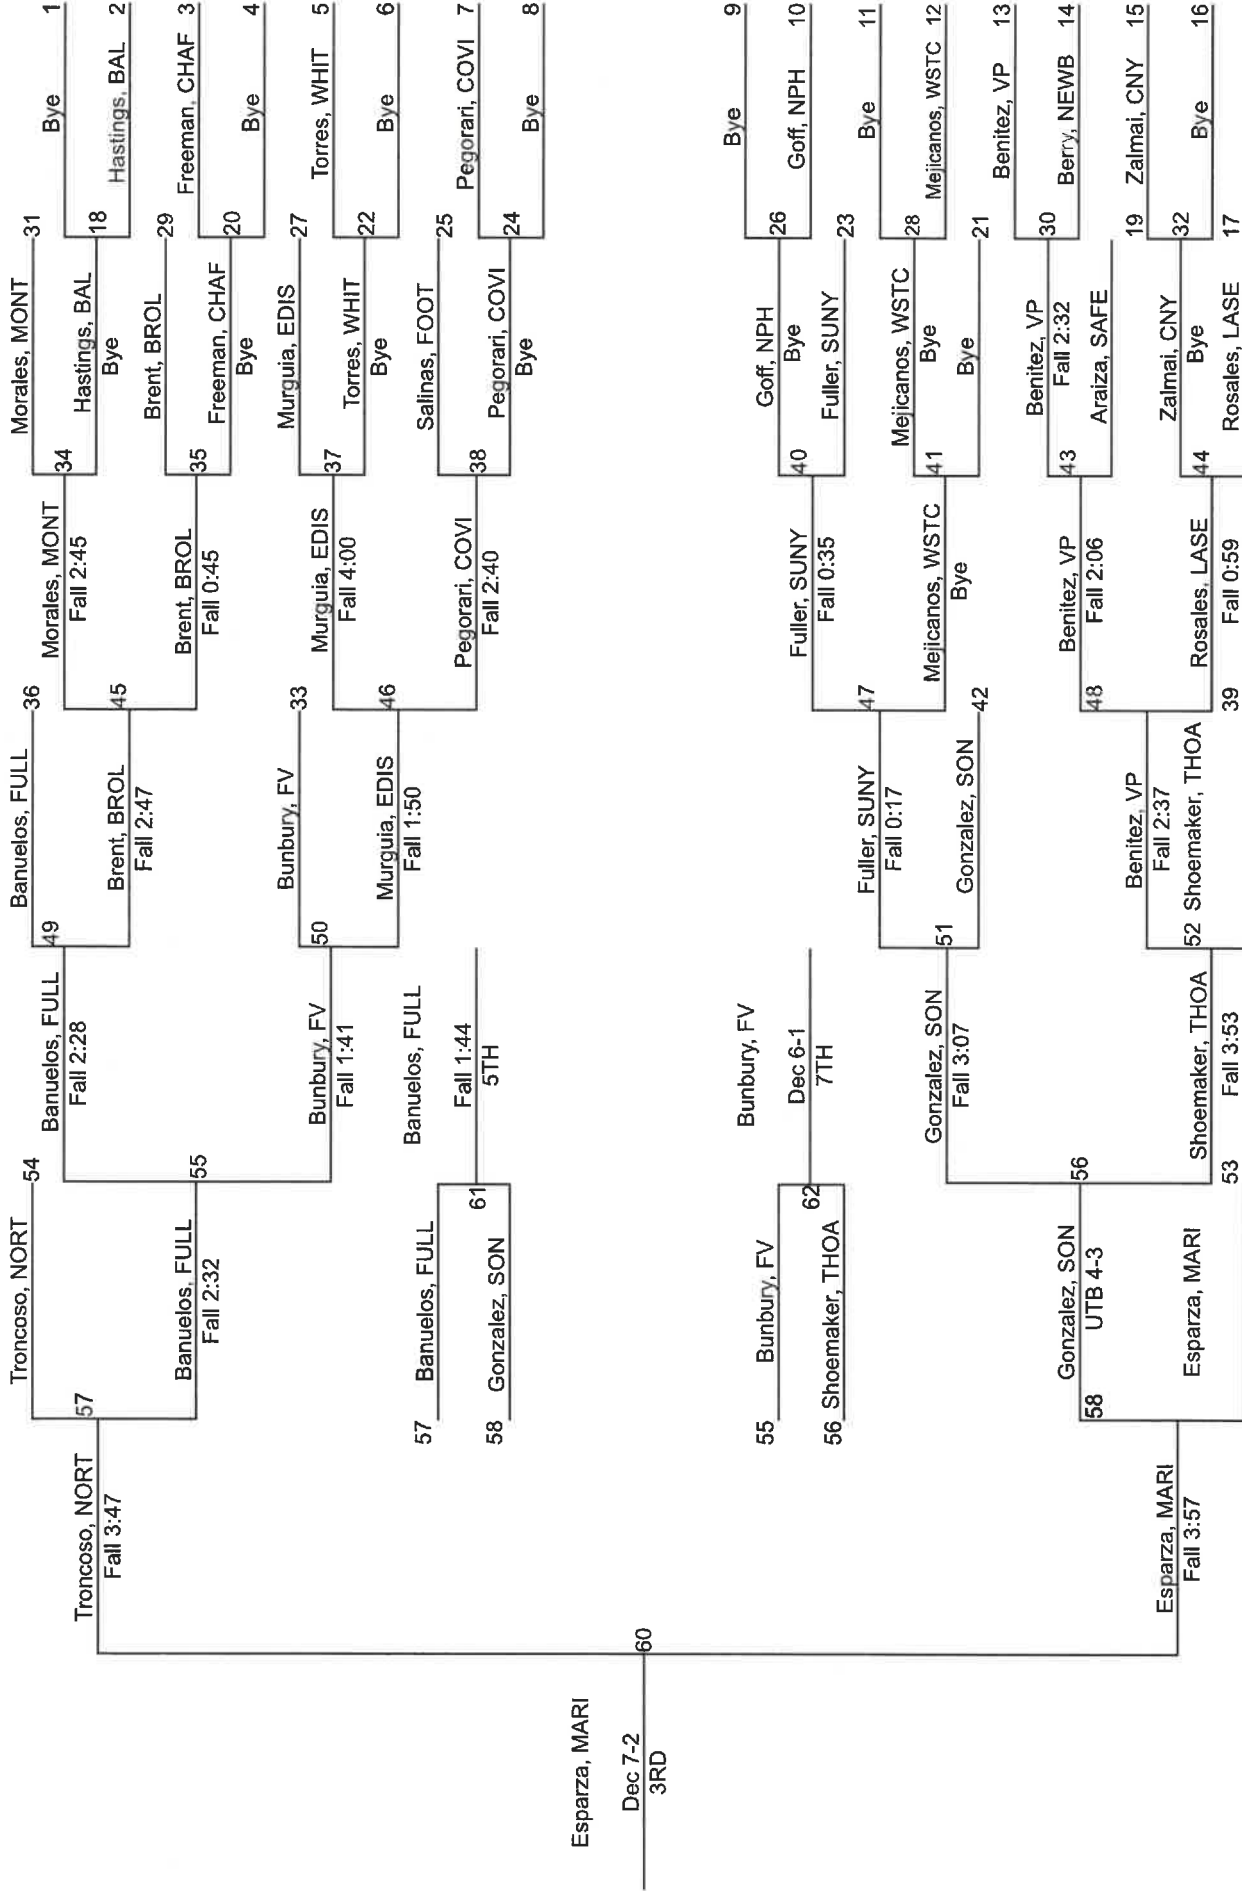 Bye 1
Hastings, BAL 2
Freeman, CHAF 3
Bye 4
Torres, WHIT 5
Bye 6
Pegorari, COVI 7
Bye 8
Bye 9
Goff, NPH 10
Bye 11
Mejicanos, WSTC 12
Benitez, VP 13
Berry, NEWB 14
Zalmai, CNY 15
Bye 16
Morales, MONT 31
18
Hastings, BAL
Bye
Brent, BROL 29
20
Freeman, CHAF
Bye
Murguia, EDIS 27
22
Torres, WHIT
Bye
Salinas, FOOT 25
24
Pegorari, COVI
Bye
26
Goff, NPH
Bye
Fuller, SUNY 23
28
Mejicanos, WSTC
Bye
Bye 21
30
Benitez, VP
Fall 2:32
Araiza, SAFE 19
32
Zalmai, CNY
Bye
Rosales, LASE 17
34
Morales, MONT
Fall 2:45
35
Brent, BROL
Fall 0:45
37
Murguia, EDIS
Fall 4:00
38
Pegorari, COVI
Fall 2:40
40
Fuller, SUNY
Fall 0:35
41
Mejicanos, WSTC
Bye
43
Benitez, VP
Fall 2:06
44
Rosales, LASE
Fall 0:59
Banuelos, FULL 36
45
Brent, BROL
Fall 2:47
Bunbury, FV 33
46
Murguia, EDIS
Fall 1:50
47
Fuller, SUNY
Fall 0:17
Gonzalez, SON 42
48
Benitez, VP
Fall 2:37
Shoemaker, THOA 39
49
Banuelos, FULL
Fall 2:28
50
Bunbury, FV
Fall 1:41
51
Gonzalez, SON
Fall 3:07
52
Shoemaker, THOA
Fall 3:53
Troncoso, NORT 54
55
Banuelos, FULL
Fall 2:32
56
Gonzalez, SON
UTB 4-3
Esparza, MARI 53
57
Troncoso, NORT
Fall 3:47
58
Esparza, MARI
Fall 3:57
60
Esparza, MARI
Dec 7-2
3RD
57 Banuelos, FULL
58 Gonzalez, SON
61
Banuelos, FULL
Fall 1:44
5TH
55 Bunbury, FV
56 Shoemaker, THOA
62
Bunbury, FV
Dec 6-1
7TH